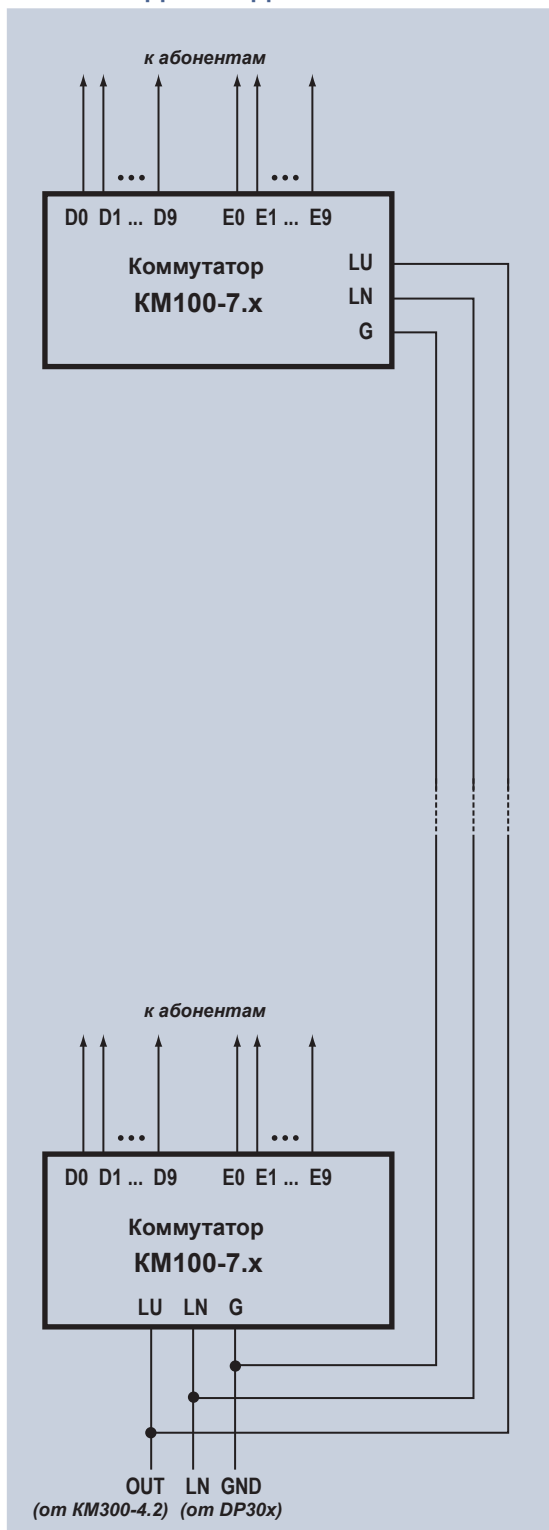 к абонентам
D0 D1 ... D9 E0 E1 ... E9
Коммутатор
КМ100-7.х
LU
LN
G
к абонентам
D0 D1 ... D9 E0 E1 ... E9
Коммутатор
КМ100-7.х
LU LN G
OUT LN GND
(от КМ300-4.2) (от DP30x)